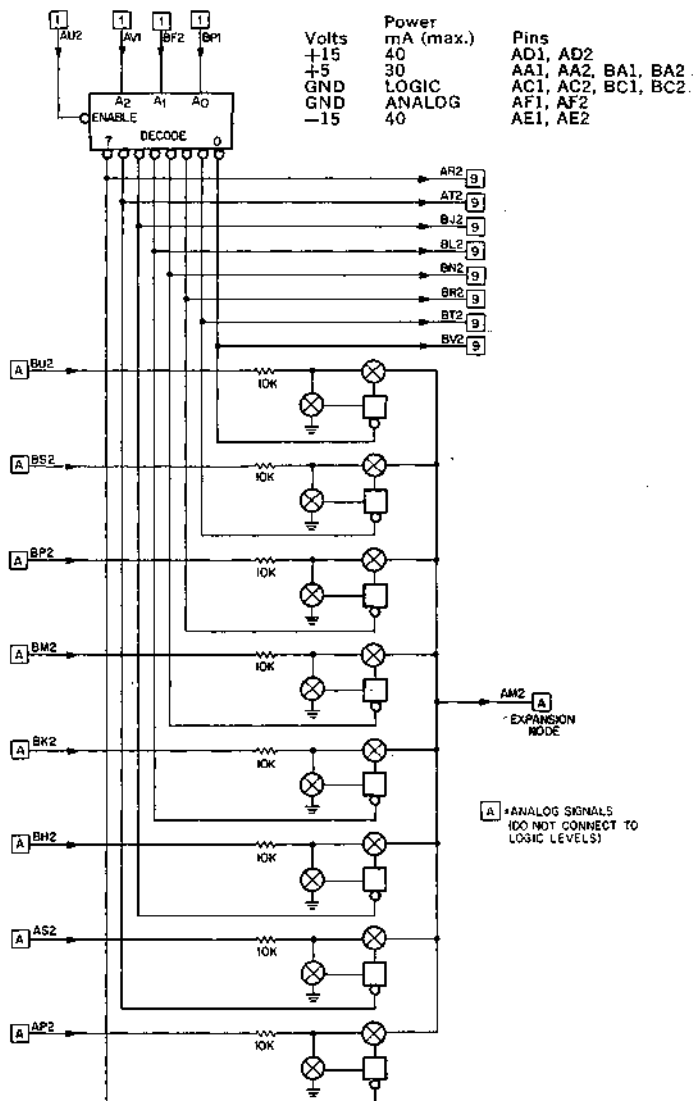 1 1 1 1
AU2 AV1 BF2 BP1
Power
Volts mA (max.) Pins
+15 40 AD1, AD2
+5 30 AA1, AA2, BA1, BA2
GND LOGIC AC1, AC2, BC1, BC2
GND ANALOG AF1, AF2
−15 40 AE1, AE2
A2 A1 A0
ENABLE
DECODE
7 0
AR2 9
AT2 9
BJ2 9
BL2 9
BN2 9
BR2 9
BT2 9
BV2 9
A BU2
10K
A BS2
10K
A BP2
10K
A BM2
10K
AM2 A
EXPANSION
NODE
A BK2
10K
A = ANALOG SIGNALS
(DO NOT CONNECT TO
LOGIC LEVELS)
A BH2
10K
A AS2
10K
A AP2
10K